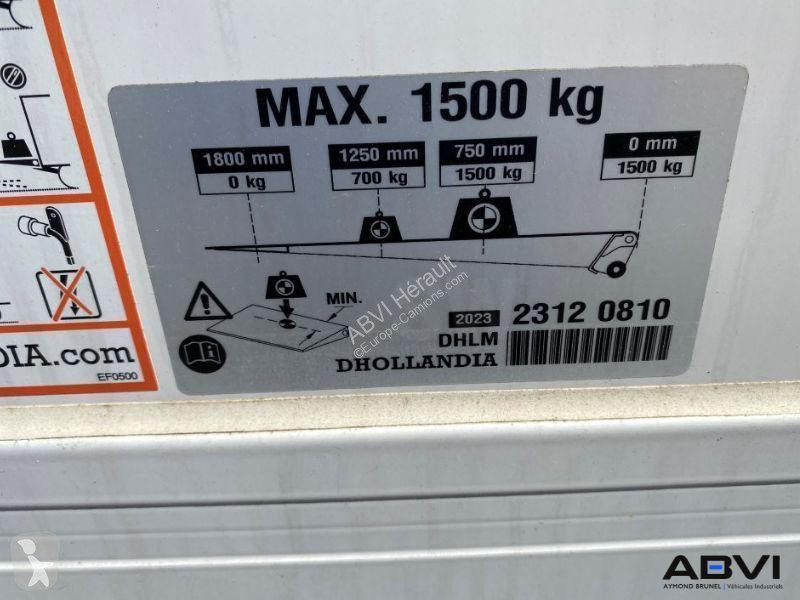 MAX. 1500 kg
1800 mm
0 kg
1250 mm
700 kg
750 mm
1500 kg
0 mm
1500 kg
MIN.
2023 2312 0810
DHLM
DHOLLANDIA
DIA.com
EF0500
ABVI Hérault
©Europe-Camions.com
ABVI
AYMOND BRUNEL | Véhicules Industriels